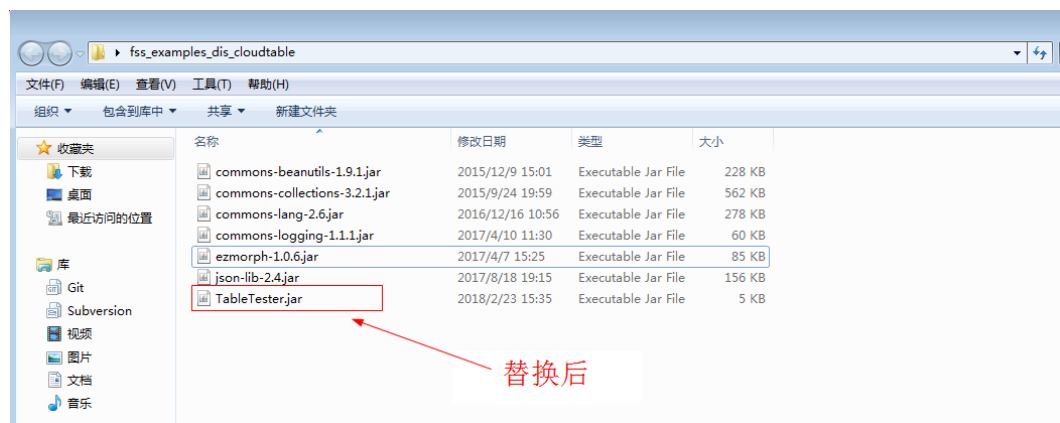 fss_examples_dis_cloudtable
文件(F) 编辑(E) 查看(V) 工具(T) 帮助(H)
组织 包含到库中 共享 新建文件夹
收藏夹
下载
桌面
最近访问的位置
库
Git
Subversion
视频
图片
文档
音乐
名称 修改日期 类型 大小
commons-beanutils-1.9.1.jar 2015/12/9 15:01 Executable Jar File 228 KB
commons-collections-3.2.1.jar 2015/9/24 19:59 Executable Jar File 562 KB
commons-lang-2.6.jar 2016/12/16 10:56 Executable Jar File 278 KB
commons-logging-1.1.1.jar 2017/4/10 11:30 Executable Jar File 60 KB
ezmorph-1.0.6.jar 2017/4/7 15:25 Executable Jar File 85 KB
json-lib-2.4.jar 2017/8/18 19:15 Executable Jar File 156 KB
TableTester.jar 2018/2/23 15:35 Executable Jar File 5 KB
替换后